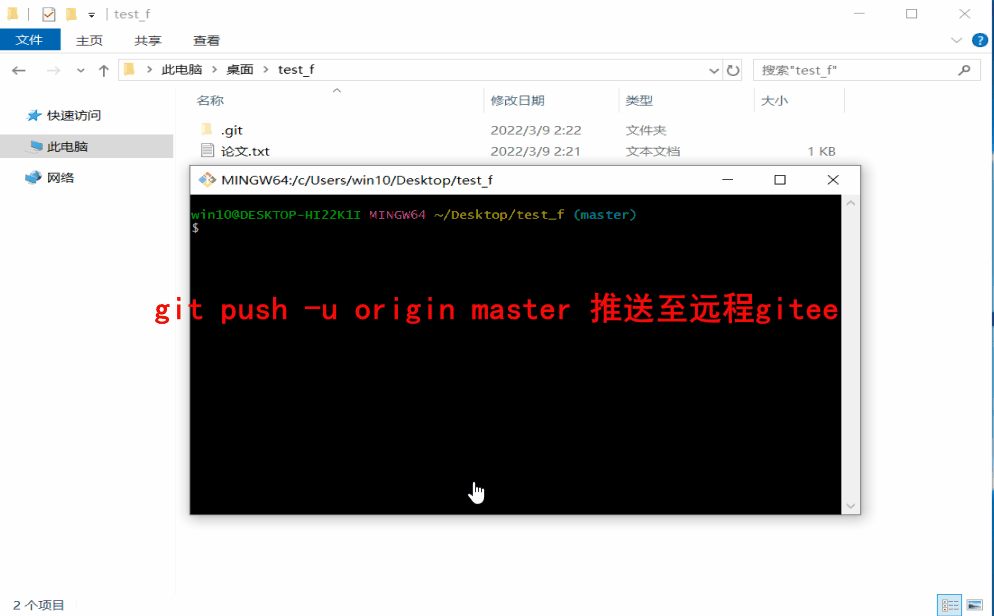 test_f
文件 主页 共享 查看
此电脑 桌面 test_f 搜索"test_f"
名称 修改日期 类型 大小
快速访问
此电脑
网络
.git 2022/3/9 2:22 文件夹
论文.txt 2022/3/9 2:21 文本文档 1 KB
MINGW64:/c/Users/win10/Desktop/test_f
win10@DESKTOP-HI22K1I MINGW64 ~/Desktop/test_f (master)
$
git push -u origin master 推送至远程gitee
2 个项目